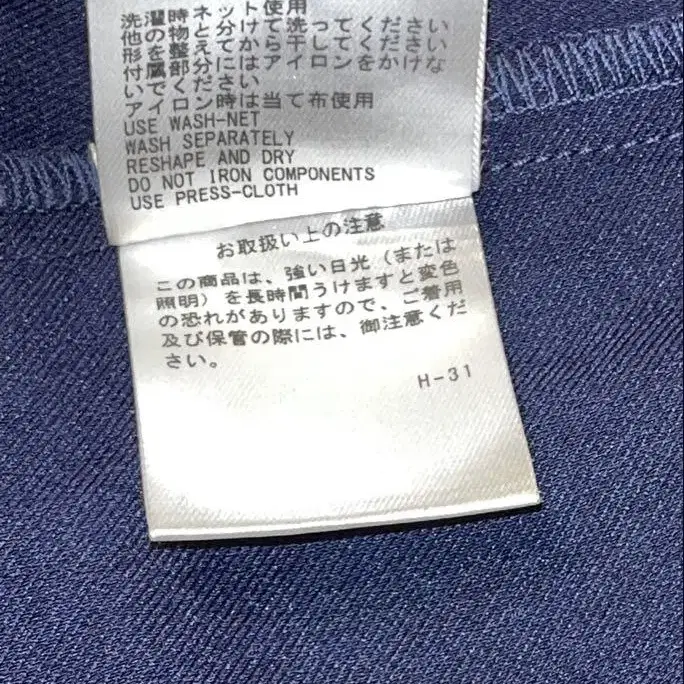 洗濯時ネット使用
他の物と分けて洗ってください
形を整えてから干してください
付属部分にはアイロンをかけな
いでください
アイロン時は当て布使用
USE WASH-NET
WASH SEPARATELY
RESHAPE AND DRY
DO NOT IRON COMPONENTS
USE PRESS-CLOTH
お取扱い上の注意
この商品は、強い日光（または
照明）を長時間うけますと変色
の恐れがありますので、ご着用
及び保管の際には、御注意くだ
さい。
H-31